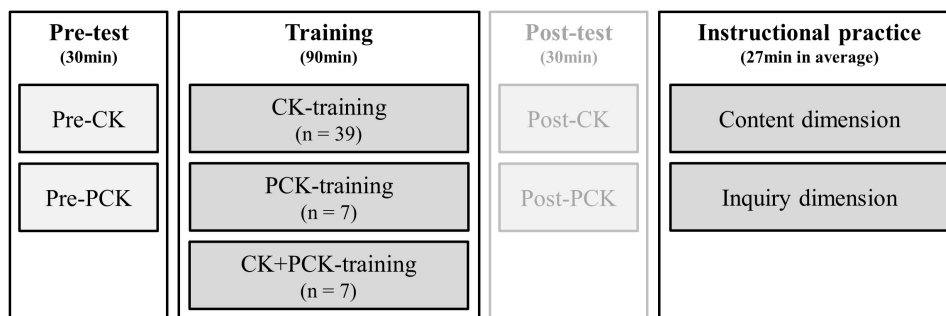 Pre-test
(30min)
Pre-CK
Pre-PCK
Training
(90min)
CK-training
(n = 39)
PCK-training
(n = 7)
CK+PCK-training
(n = 7)
Post-test
(30min)
Post-CK
Post-PCK
Instructional practice
(27min in average)
Content dimension
Inquiry dimension